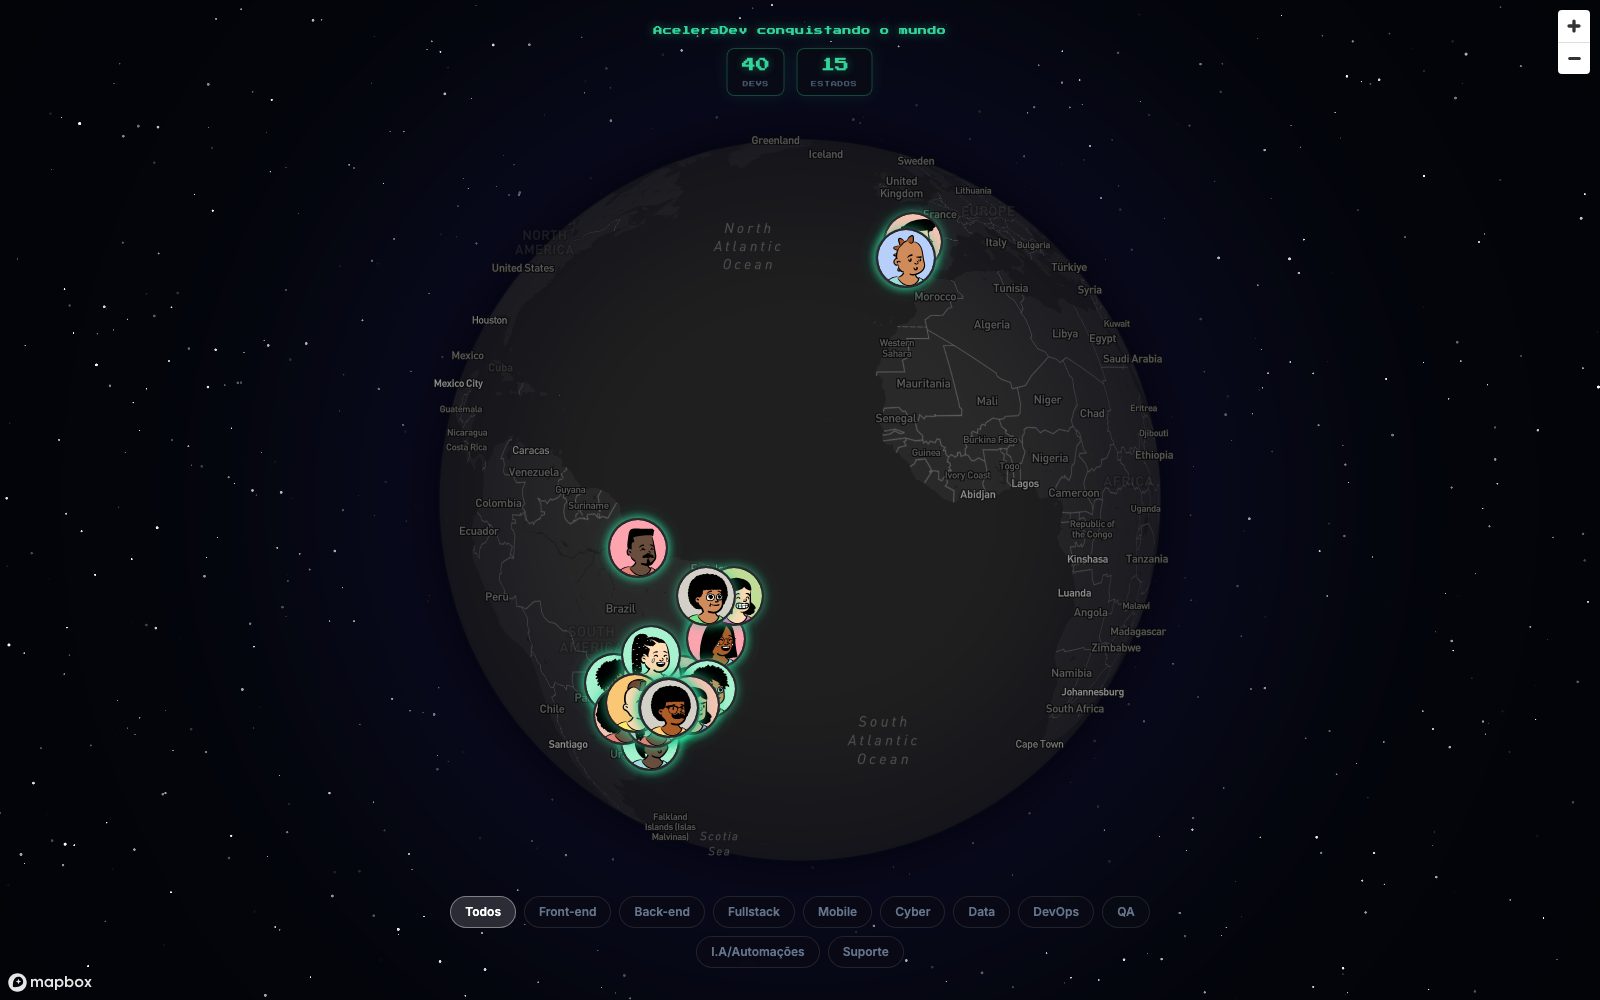 AceleraDev conquistando o mundo
40
DEVS
15
ESTADOS
Greenland
Iceland
Sweden
United
Kingdom
Lithuania
France
EUROPE
North
Atlantic
Ocean
NORTH
AMERICA
Italy
Bulgaria
United States
Türkiye
Morocco
Tunisia
Syria
Houston
Algeria
Kuwait
Libya
Egypt
Western
Sahara
Mexico
Saudi Arabia
Cuba
Mexico City
Mauritania
Mali
Niger
Guatemala
Senegal
Chad
Eritrea
Nicaragua
Burkina Faso
Djibouti
Costa Rica
Caracas
Guinea
Nigeria
Ethiopia
Venezuela
Togo
Ivory Coast
Lagos
AFRICA
Guyana
Abidjan
Cameroon
Colombia
Suriname
Uganda
Ecuador
Republic of
the Congo
Kinshasa
Tanzania
Peru
Luanda
Brazil
Angola
Malawi
SOUTH
Madagascar
Zimbabwe
Namibia
Johannesburg
Chile
South Africa
South
Atlantic
Ocean
Santiago
Cape Town
Falkland
Islands (Islas
Malvinas)
Scotia
Sea
Todos
Front-end
Back-end
Fullstack
Mobile
Cyber
Data
DevOps
QA
I.A/Automações
Suporte
mapbox